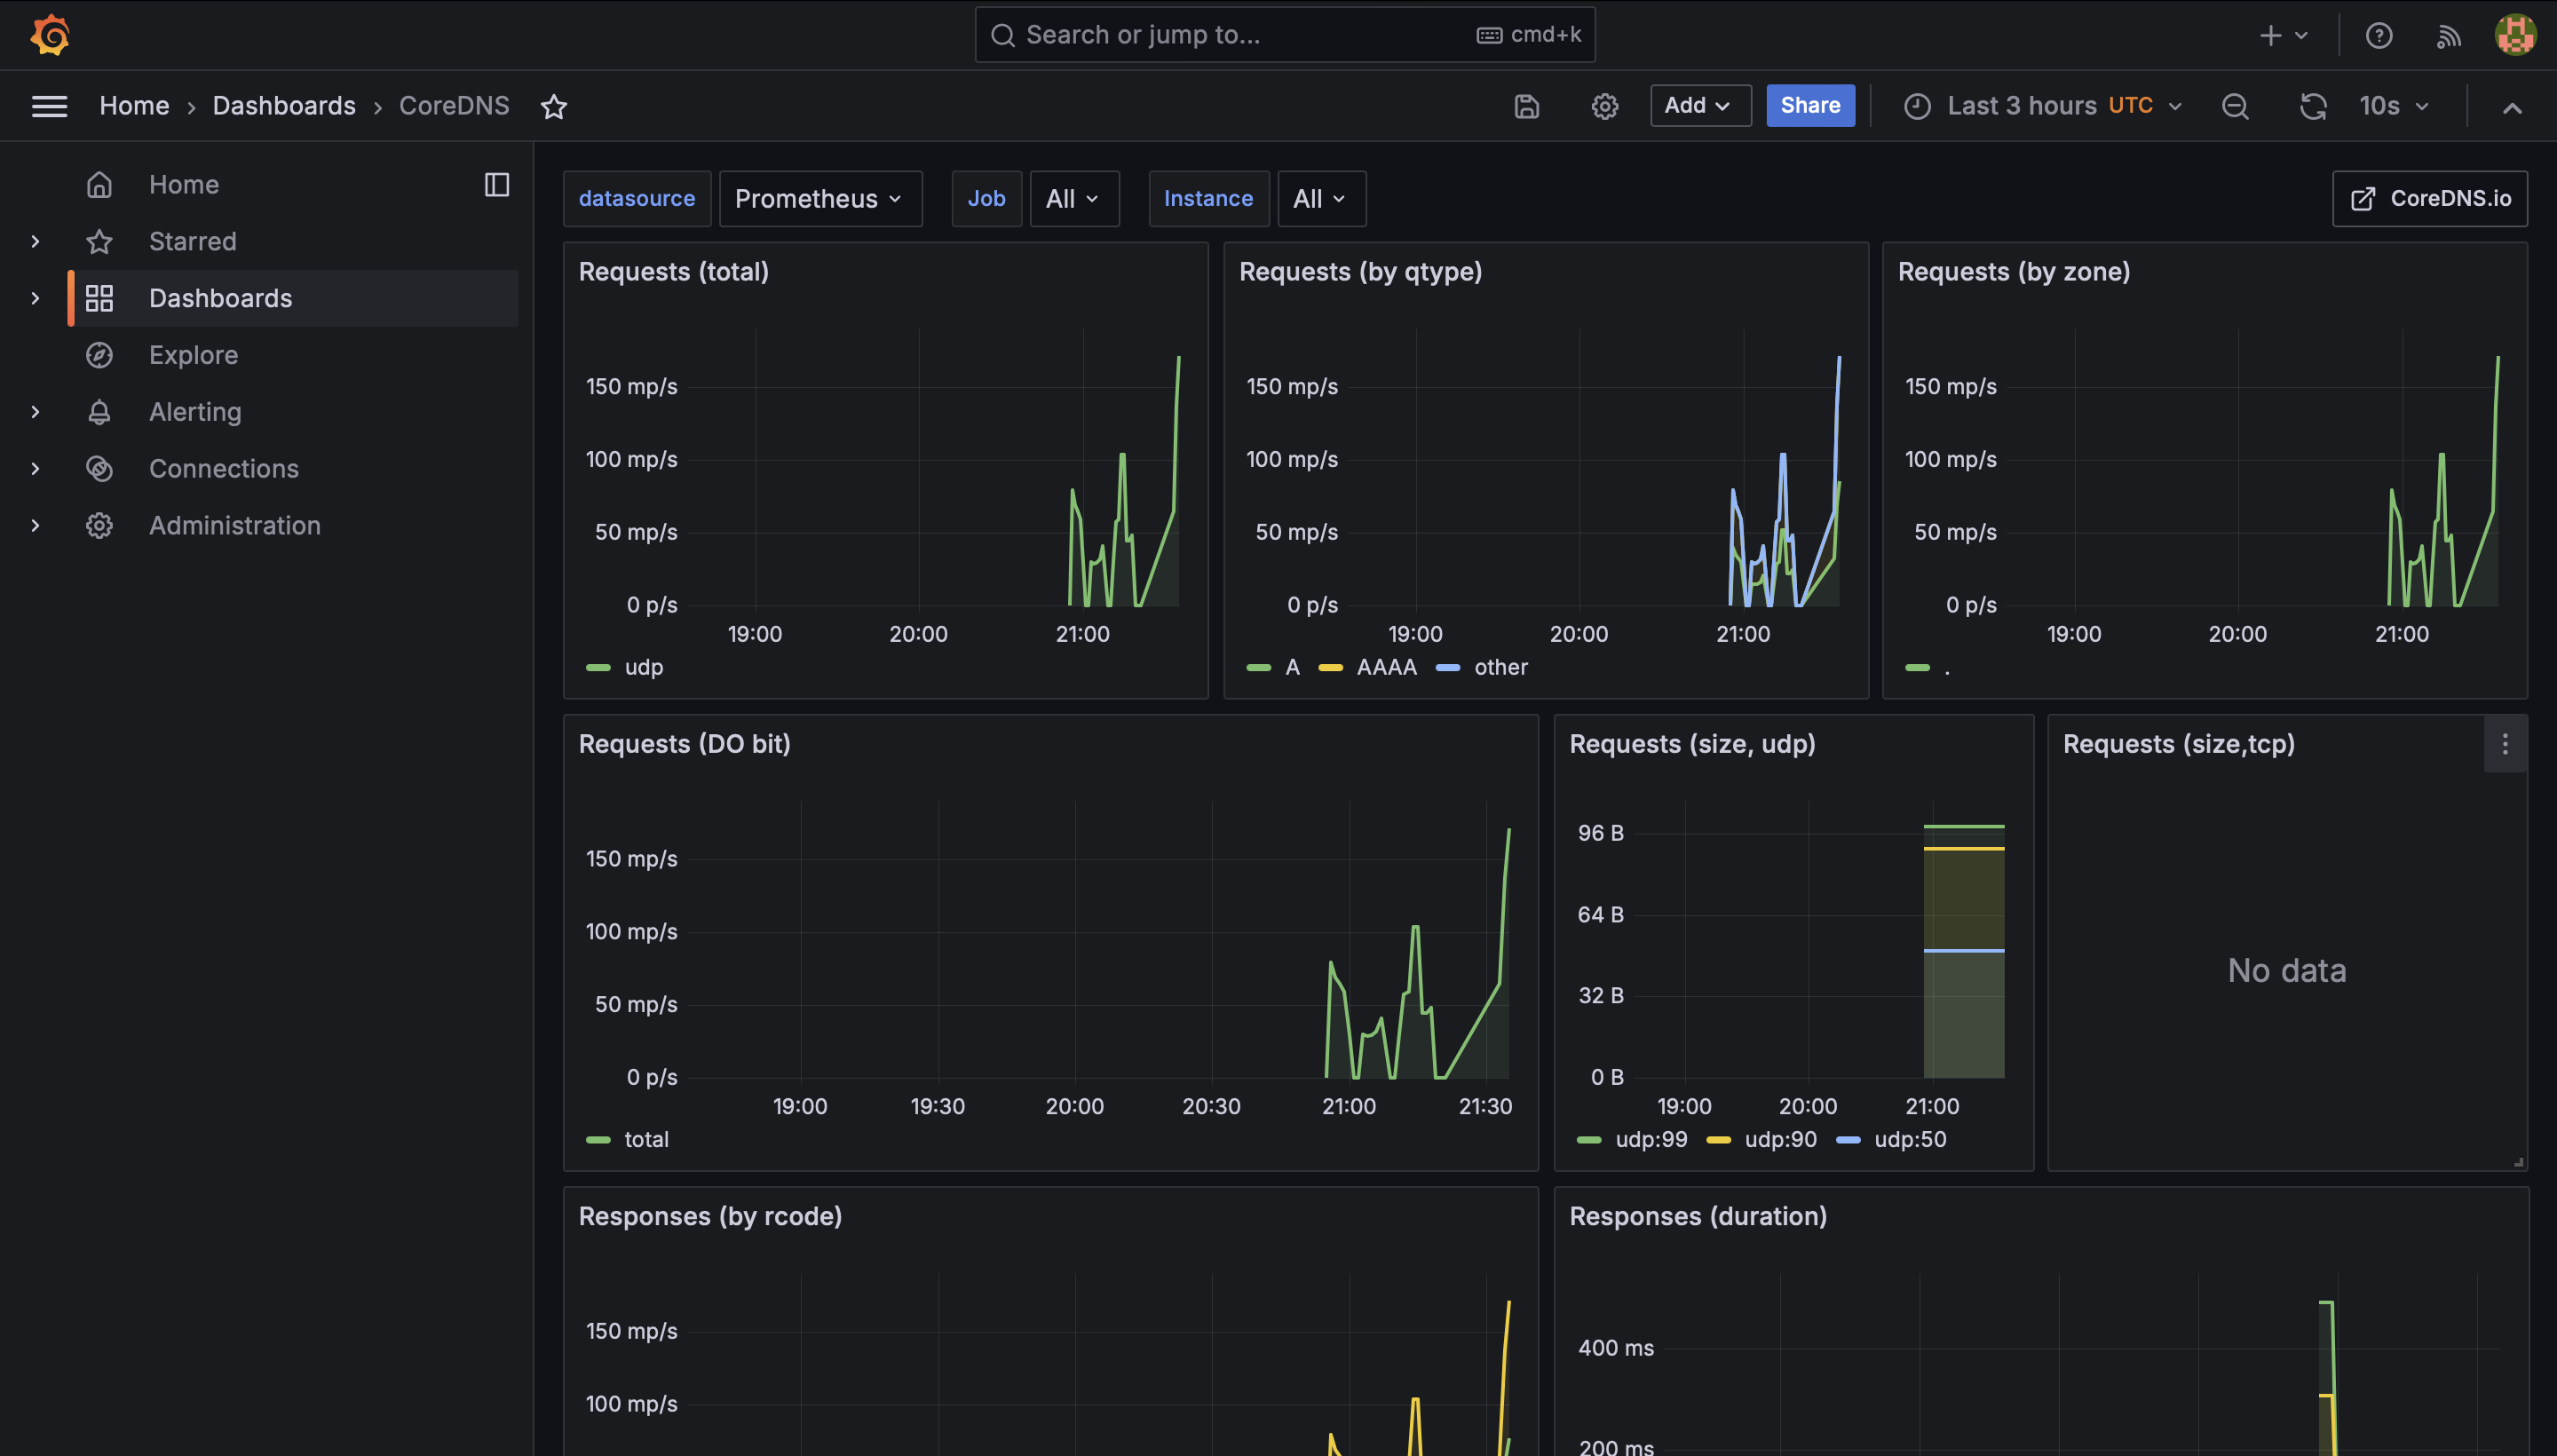 Search or jump to... cmd+k
Home › Dashboards › CoreDNS Add Share Last 3 hours UTC 10s
Home
Starred
Dashboards
Explore
Alerting
Connections
Administration
datasource Prometheus Job All Instance All CoreDNS.io
Requests (total)
150 mp/s
100 mp/s
50 mp/s
0 p/s
19:00 20:00 21:00
udp
Requests (by qtype)
150 mp/s
100 mp/s
50 mp/s
0 p/s
19:00 20:00 21:00
A AAAA other
Requests (by zone)
150 mp/s
100 mp/s
50 mp/s
0 p/s
19:00 20:00 21:00
.
Requests (DO bit)
150 mp/s
100 mp/s
50 mp/s
0 p/s
19:00 19:30 20:00 20:30 21:00 21:30
total
Requests (size, udp)
96 B
64 B
32 B
0 B
19:00 20:00 21:00
udp:99 udp:90 udp:50
Requests (size,tcp)
No data
Responses (by rcode)
150 mp/s
100 mp/s
Responses (duration)
400 ms
200 ms